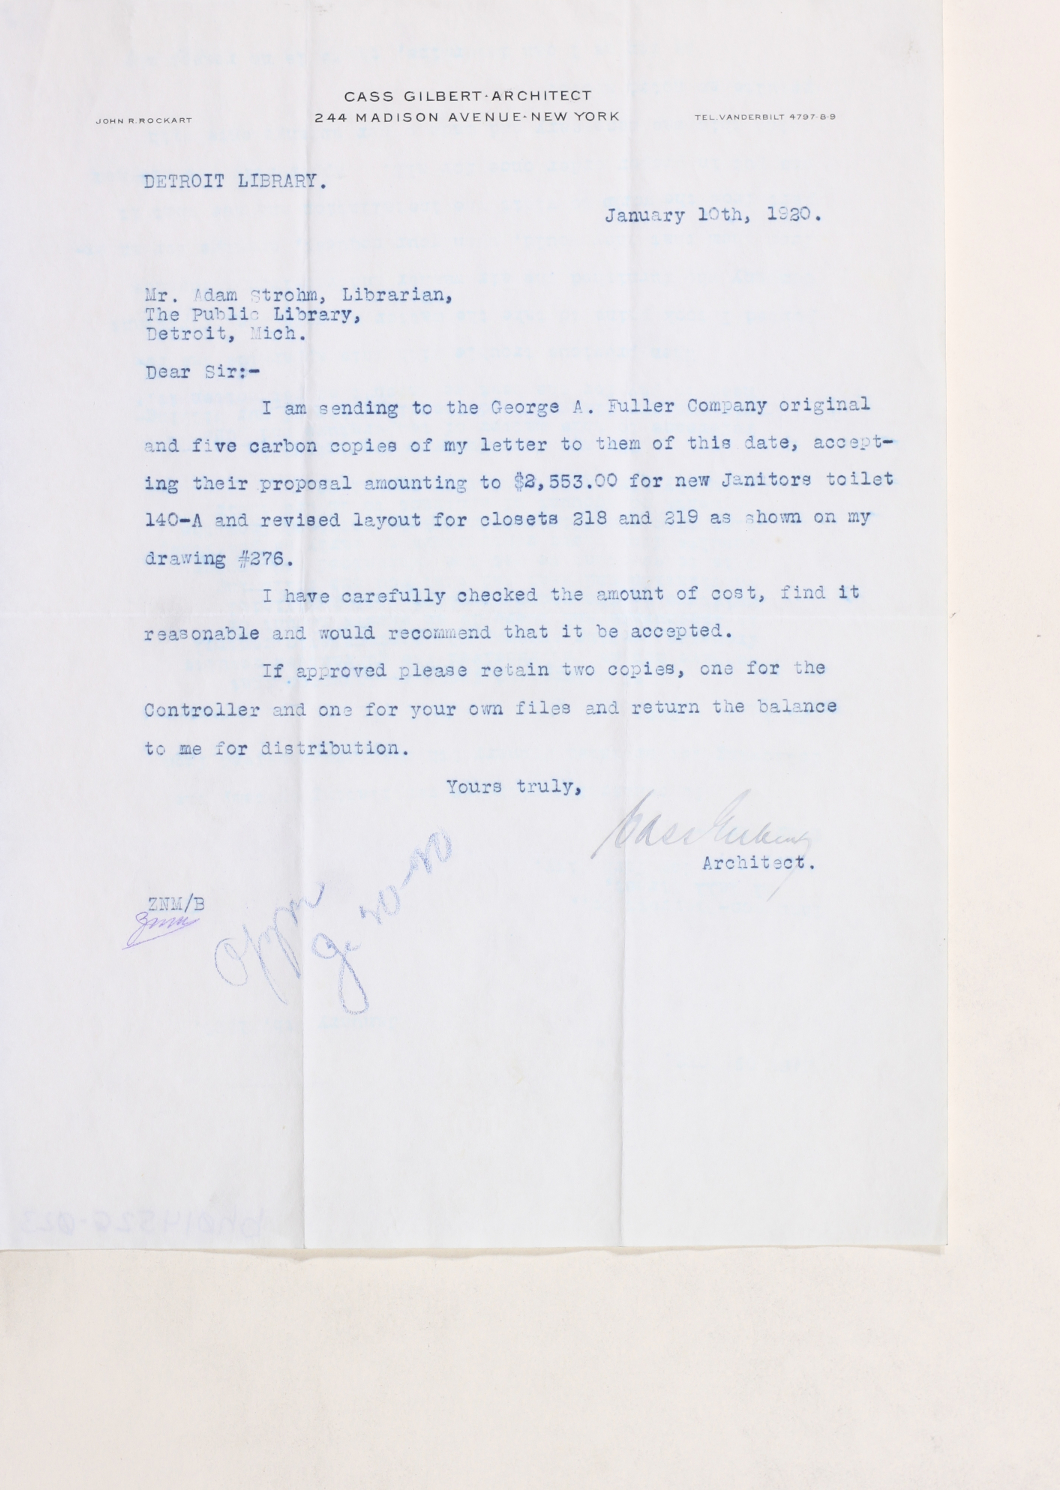 CASS GILBERT·ARCHITECT
JOHN R. ROCKART
244 MADISON AVENUE·NEW YORK
TEL. VANDERBILT 4797-8-9
DETROIT LIBRARY.
January 10th, 1920.
Mr. Adam Strohm, Librarian,
The Public Library,
Detroit, Mich.
Dear Sir:-
I am sending to the George A. Fuller Company original
and five carbon copies of my letter to them of this date, accept-
ing their proposal amounting to $2,553.00 for new Janitors toilet
140-A and revised layout for closets 218 and 219 as shown on my
drawing #276.
I have carefully checked the amount of cost, find it
reasonable and would recommend that it be accepted.
If approved please retain two copies, one for the
Controller and one for your own files and return the balance
to me for distribution.
Yours truly,
Cass Gilbert
Architect.
ZNM/B